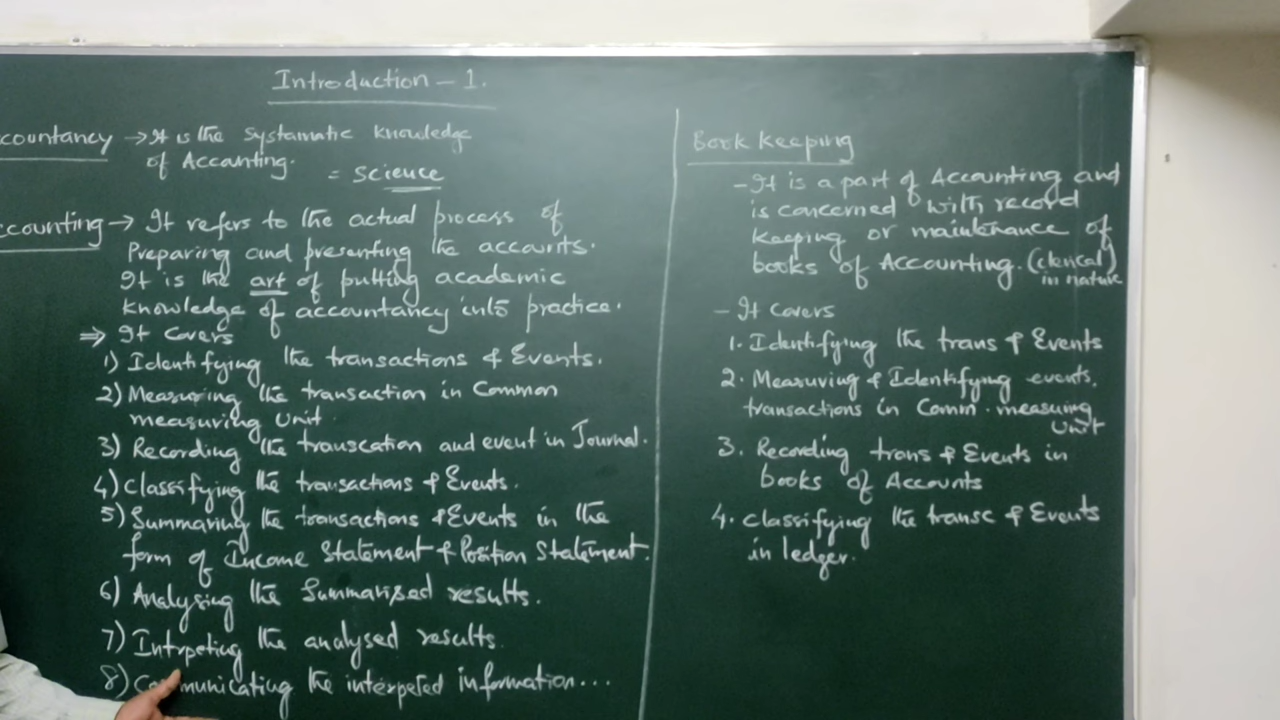 Introduction - 1.
ccountancy → It is the systematic knowledge
of Accounting.
= science
ccounting → It refers to the actual process of
Preparing and presenting the accounts.
It is the art of putting academic
knowledge of accountancy into practice.
⇒ It Covers
1) Identifying the transactions & Events.
2) Measuring the transaction in Common
measuring Unit.
3) Recording the transcation and event in Journal.
4) Classifying the transactions & Events.
5) Summaring the transactions & Events in the
form of Income Statement & Position Statement.
6) Analysing the Summarised results.
7) Intrpeting the analysed results.
8) Communicating the interpeted information...
Book keeping
- It is a part of Accounting and
is concerned with record
keeping or maintenance of
books of Accounting. (clerical)
in nature
- It covers
1. Identifying the trans & Events
2. Measuring & Identifying events.
transactions in Comm. measuring
Unit
3. Recording trans & Events in
books of Accounts
4. classifying the transc & Events
in ledger.